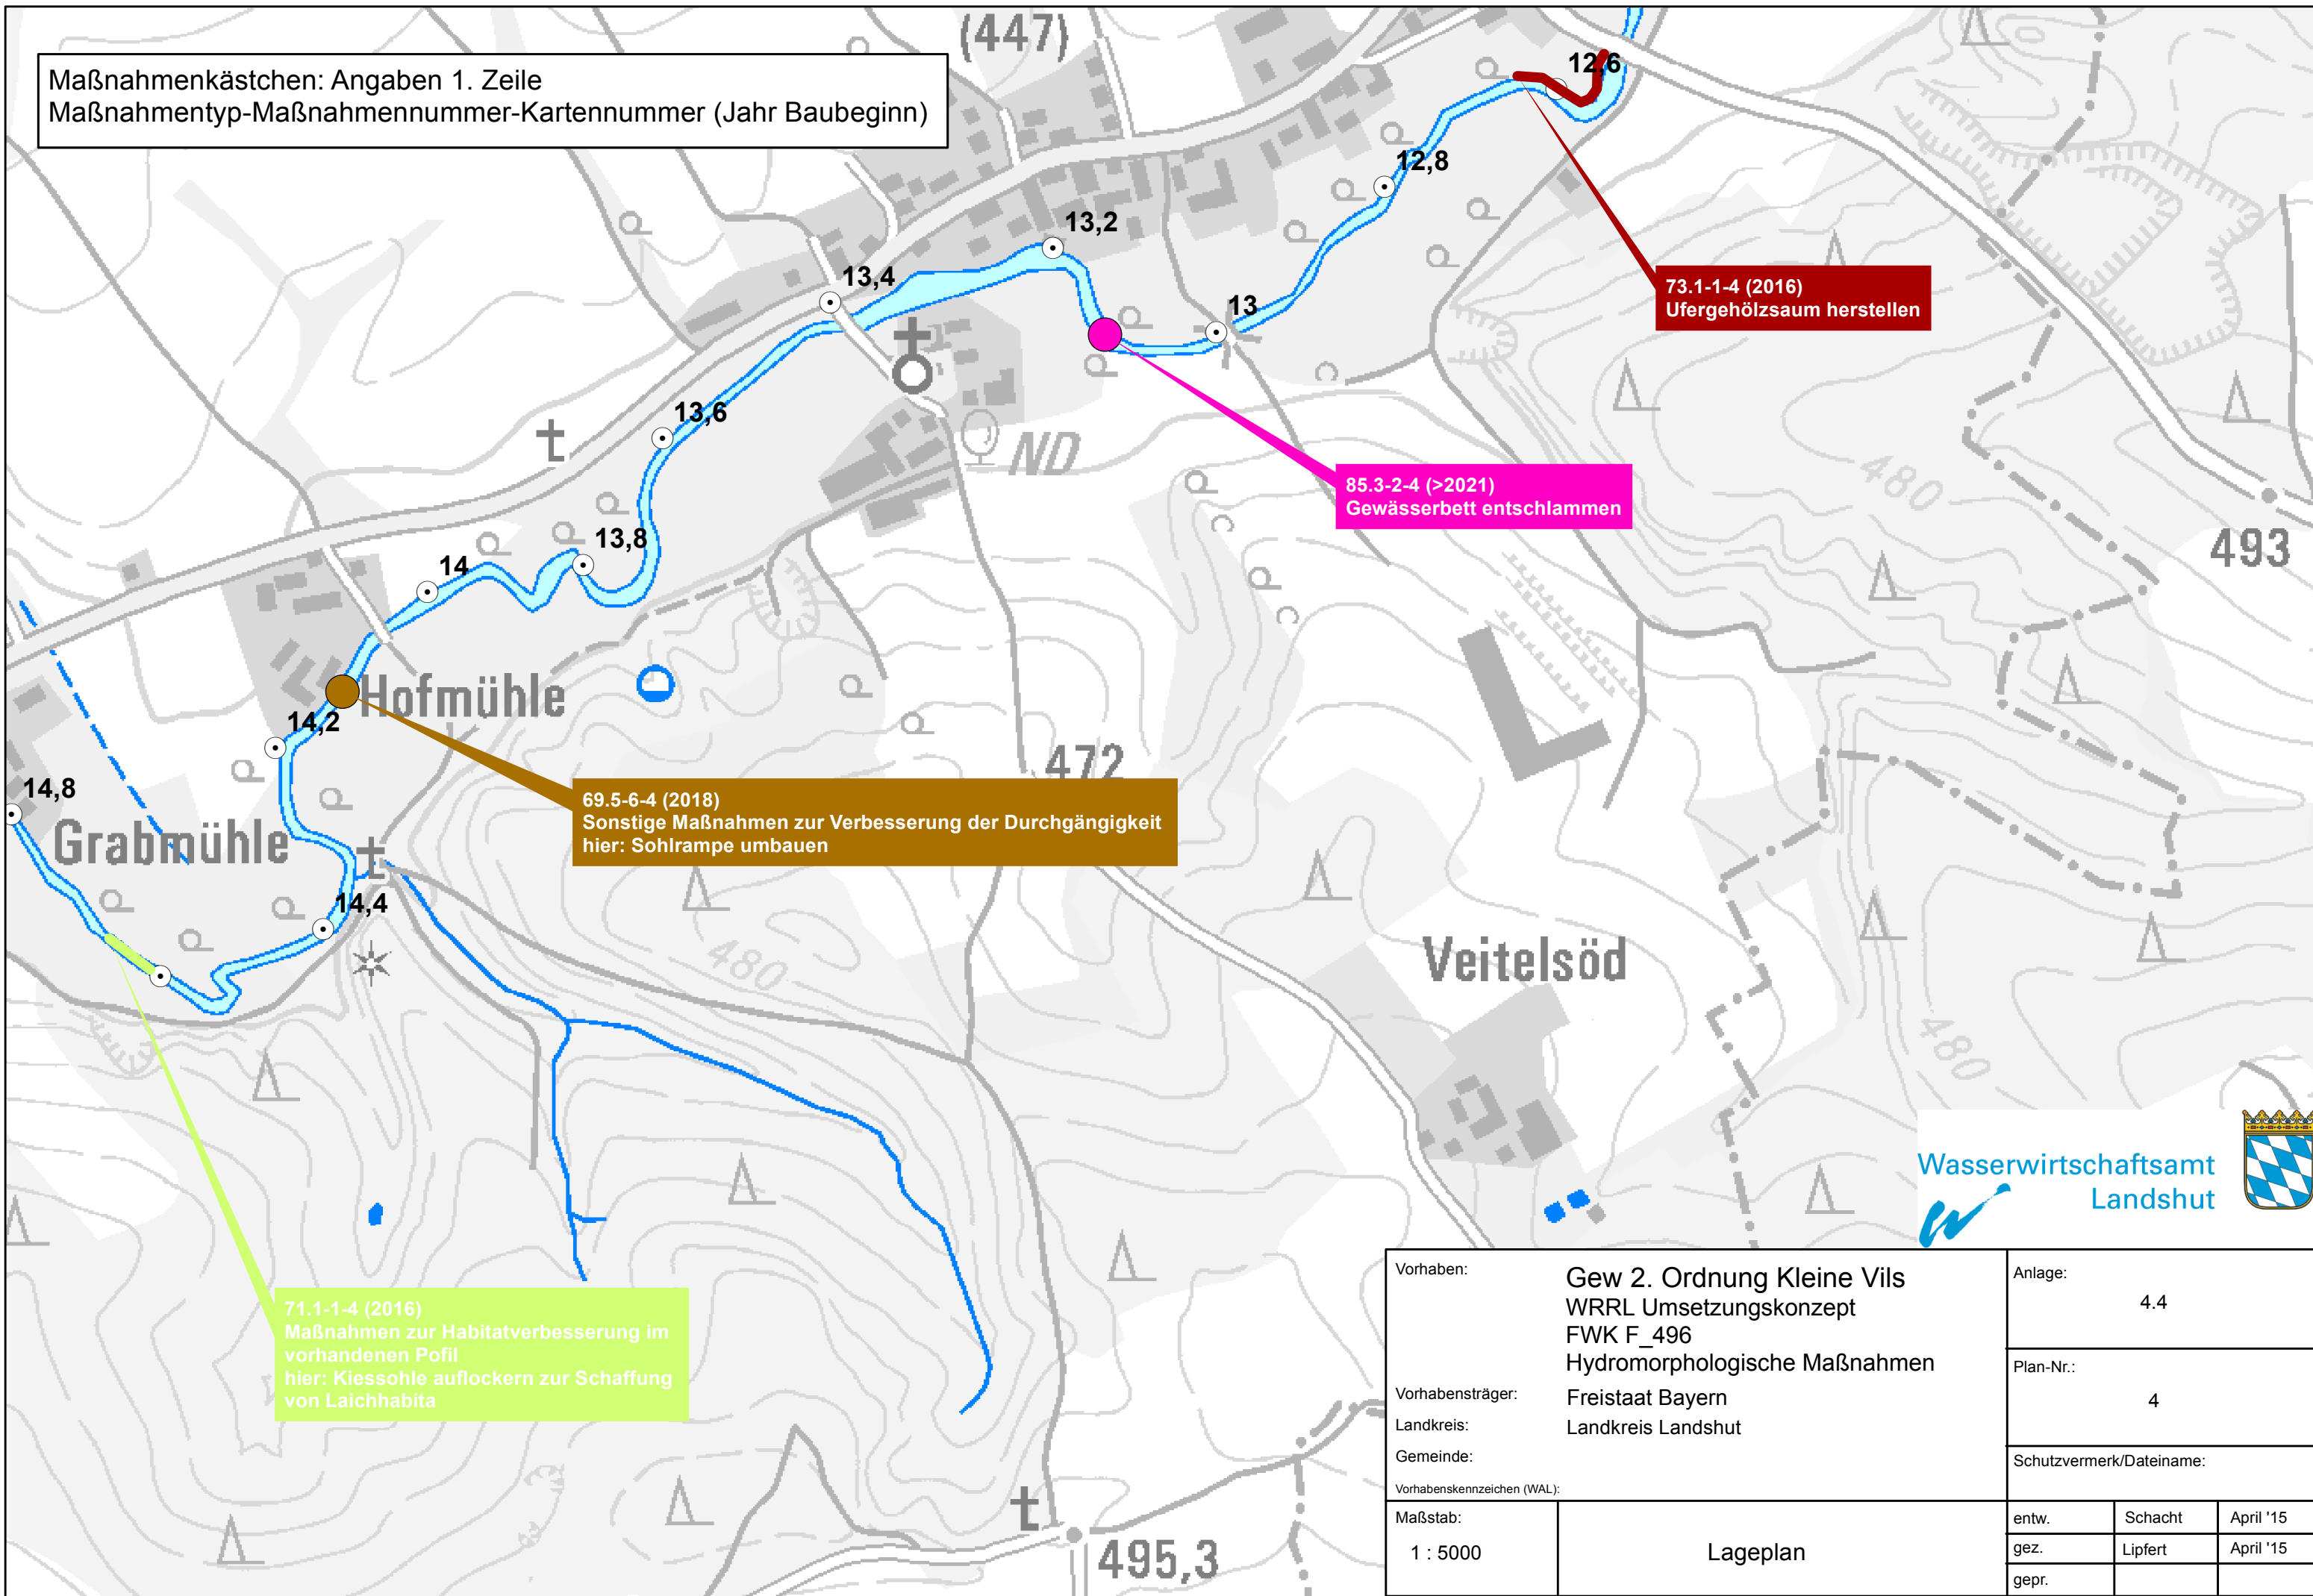 Maßnahmenkästchen: Angaben 1. Zeile
Maßnahmentyp-Maßnahmennummer-Kartennummer (Jahr Baubeginn)
(447)
12,6
12,8
13,2
13,4
13
73.1-1-4 (2016)
Ufergehölzsaum herstellen
13,6
ND
85.3-2-4 (>2021)
Gewässerbett entschlammen
480
493
13,8
14
Hofmühle
14,2
472
14,8
Grabmühle
69.5-6-4 (2018)
Sonstige Maßnahmen zur Verbesserung der Durchgängigkeit
hier: Sohlrampe umbauen
14,4
480
Veitelsöd
480
Wasserwirtschaftsamt
Landshut
71.1-1-4 (2016)
Maßnahmen zur Habitatverbesserung im
vorhandenen Pofil
hier: Kiessohle auflockern zur Schaffung
von Laichhabita
495,3
Vorhaben:
Gew 2. Ordnung Kleine Vils
WRRL Umsetzungskonzept
FWK F_496
Hydromorphologische Maßnahmen
Vorhabensträger: Freistaat Bayern
Landkreis: Landkreis Landshut
Gemeinde:
Vorhabenskennzeichen (WAL):
Anlage:
4.4
Plan-Nr.:
4
Schutzvermerk/Dateiname:
Maßstab:
1 : 5000
Lageplan
entw. Schacht April '15
gez. Lipfert April '15
gepr.